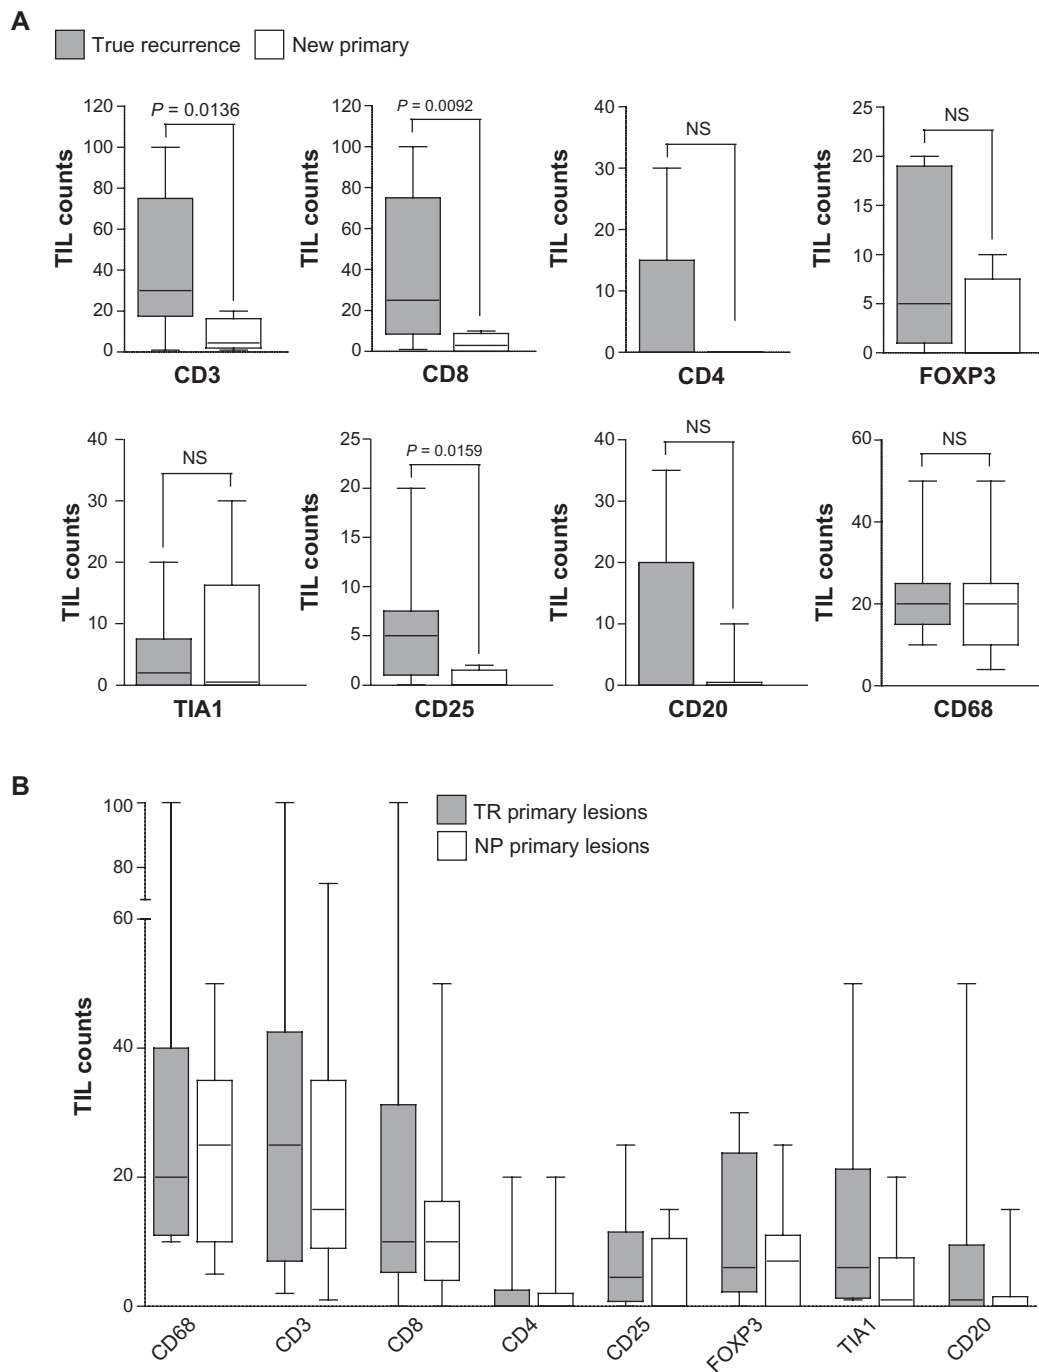 A
True recurrence New primary
TIL counts
120
100
80
60
40
20
0
P = 0.0136
CD3
TIL counts
120
100
80
60
40
20
0
P = 0.0092
CD8
TIL counts
40
30
20
10
0
NS
CD4
TIL counts
25
20
15
10
5
0
NS
FOXP3
TIL counts
40
30
20
10
0
NS
TIA1
TIL counts
25
20
15
10
5
0
P = 0.0159
CD25
TIL counts
40
30
20
10
0
NS
CD20
TIL counts
60
40
20
0
NS
CD68
B
TR primary lesions
NP primary lesions
TIL counts
100
80
60
40
20
0
CD68 CD3 CD8 CD4 CD25 FOXP3 TIA1 CD20